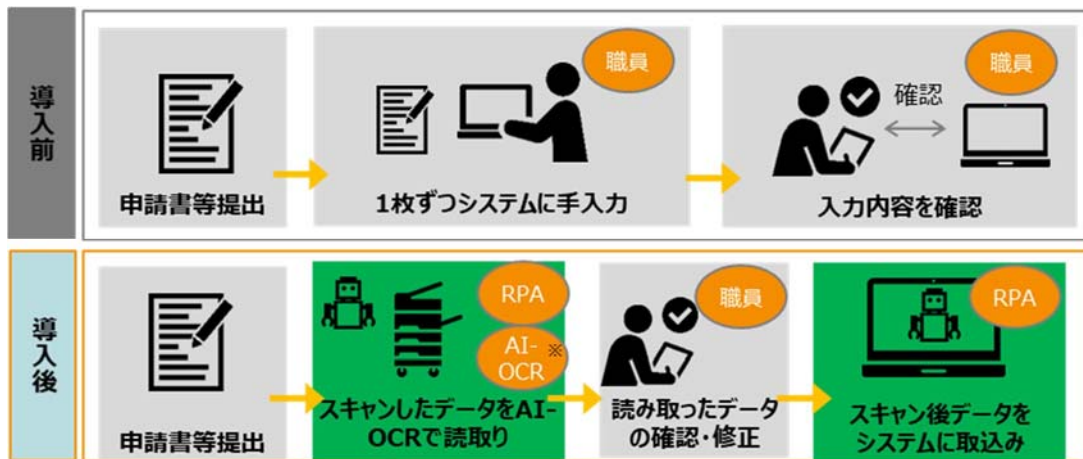 導入前
申請書等提出
職員
1枚ずつシステムに手入力
職員
確認
入力内容を確認
導入後
申請書等提出
RPA
AI-
OCR
※
スキャンしたデータをAI-
OCRで読取り
職員
読み取ったデータ
の確認・修正
RPA
スキャン後データを
システムに取込み